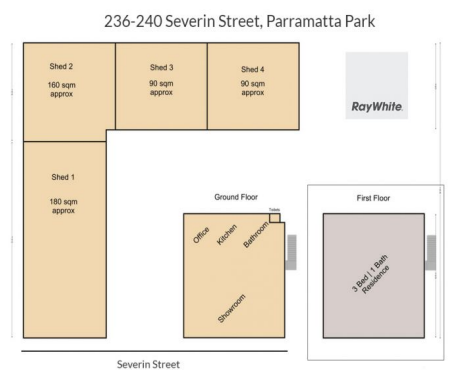 236-240 Severin Street, Parramatta Park
Shed 2
160 sqm
approx
Shed 3
90 sqm
approx
Shed 4
90 sqm
approx
RayWhite.
Shed 1
180 sqm
approx
Ground Floor
First Floor
Toilets
Office
Kitchen
Bathroom
Showroom
3 Bed | 1 Bath
Residence
Severin Street